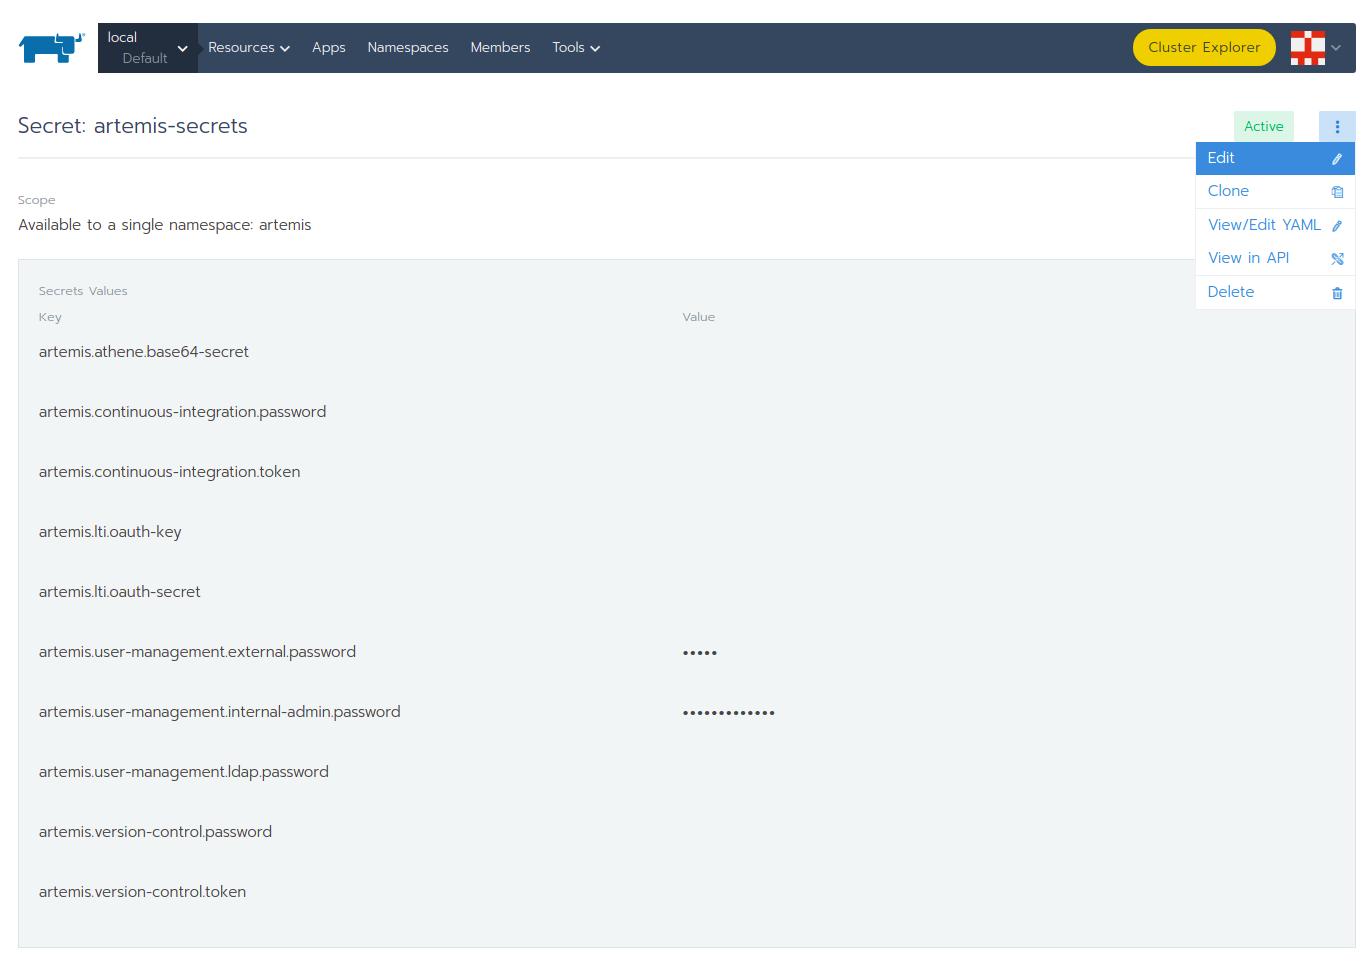 local
Default
Resources
Apps
Namespaces
Members
Tools
Cluster Explorer
Secret: artemis-secrets
Active
Edit
Clone
View/Edit YAML
View in API
Delete
Scope
Available to a single namespace: artemis
Secrets Values
Key Value
artemis.athene.base64-secret
artemis.continuous-integration.password
artemis.continuous-integration.token
artemis.lti.oauth-key
artemis.lti.oauth-secret
artemis.user-management.external.password •••••
artemis.user-management.internal-admin.password •••••••••••••
artemis.user-management.ldap.password
artemis.version-control.password
artemis.version-control.token